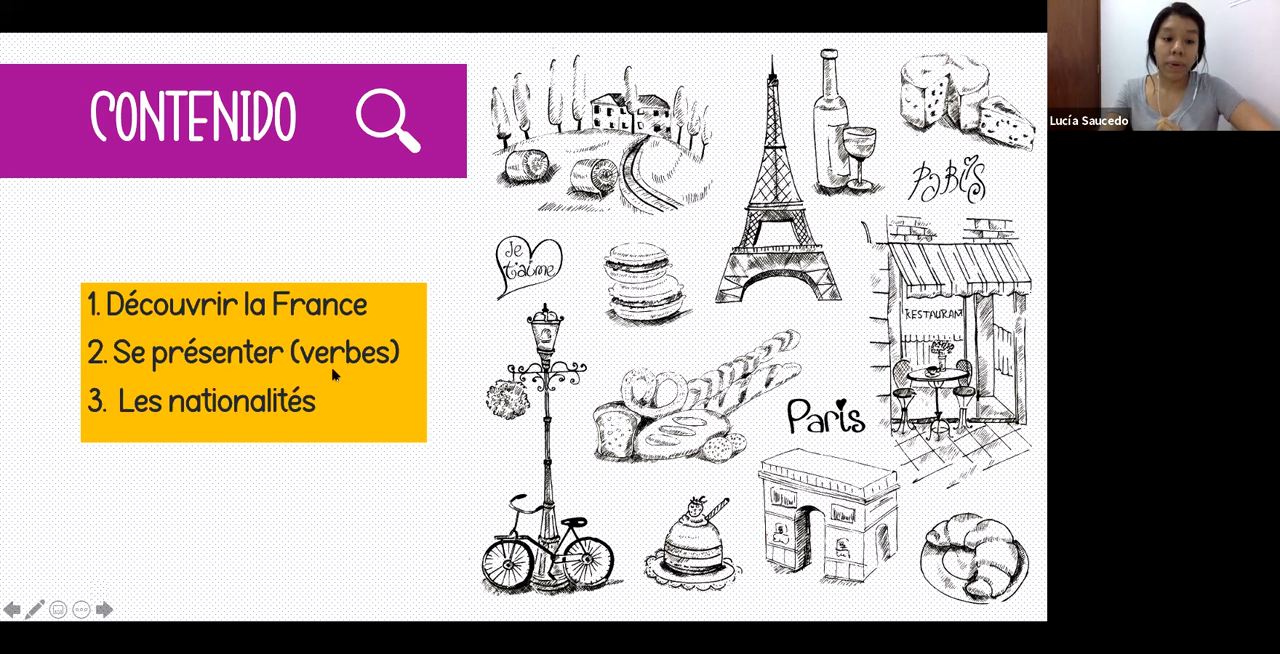 CONTENIDO
1. Découvrir la France
2. Se présenter (verbes)
3. Les nationalités
Je
t'aime
PARIS
RESTAURANT
Paris
Lucía Saucedo